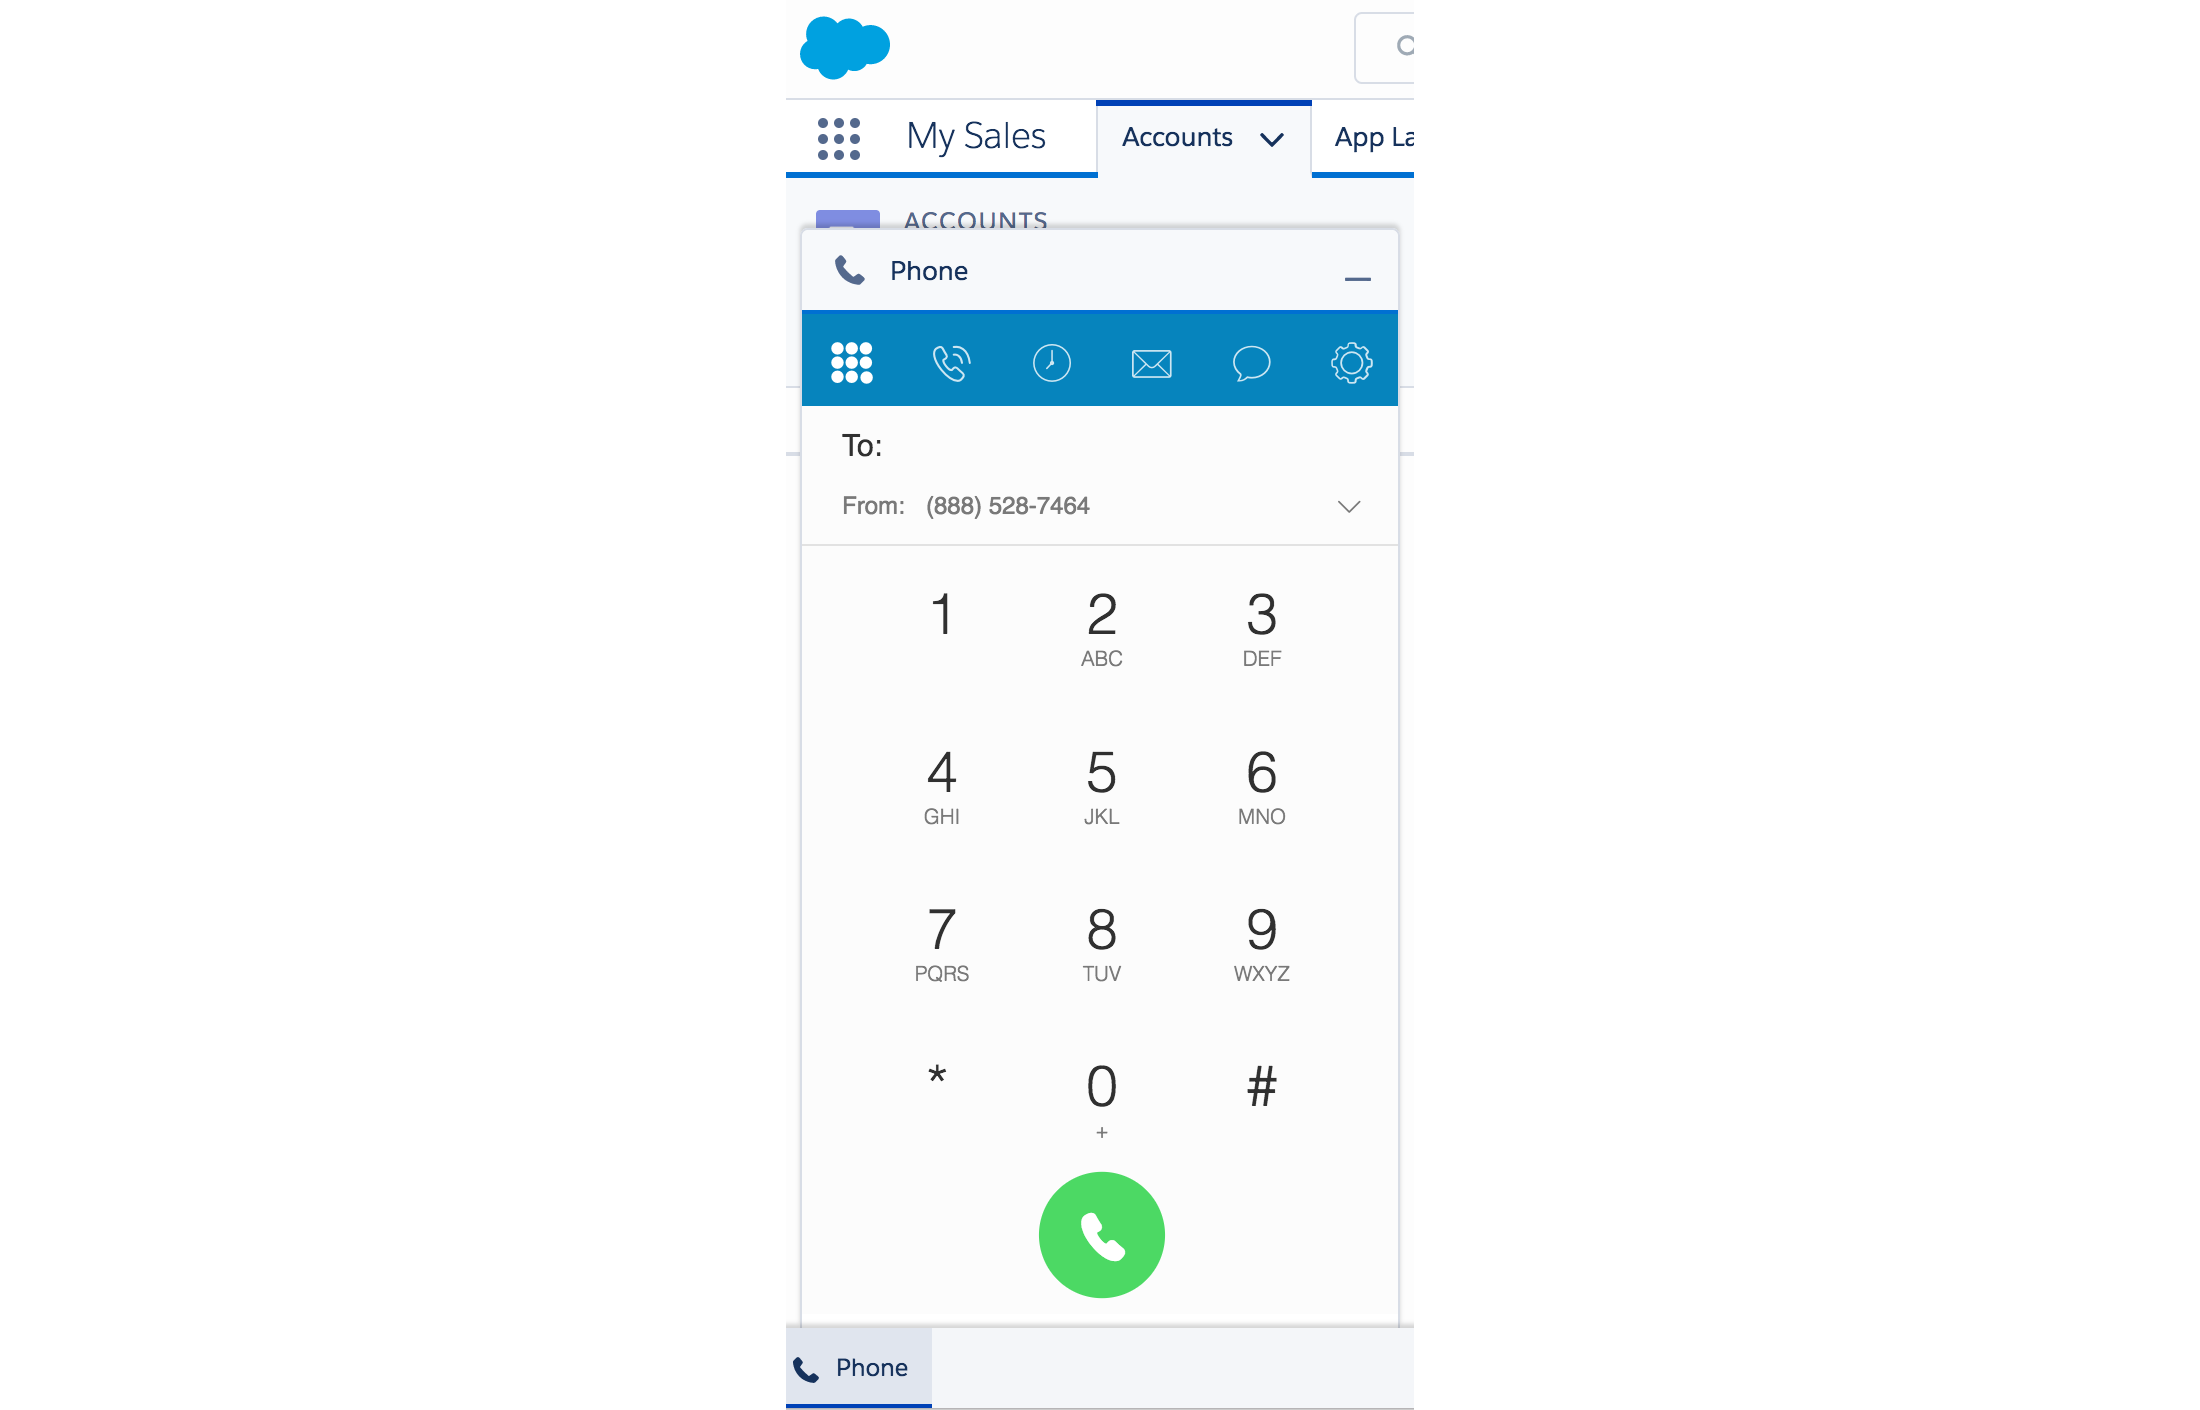 My Sales
Accounts
App La
ACCOUNTS
Phone
To:
From: (888) 528-7464
1 2 3
ABC DEF
4 5 6
GHI JKL MNO
7 8 9
PQRS TUV WXYZ
* 0 #
+
Phone